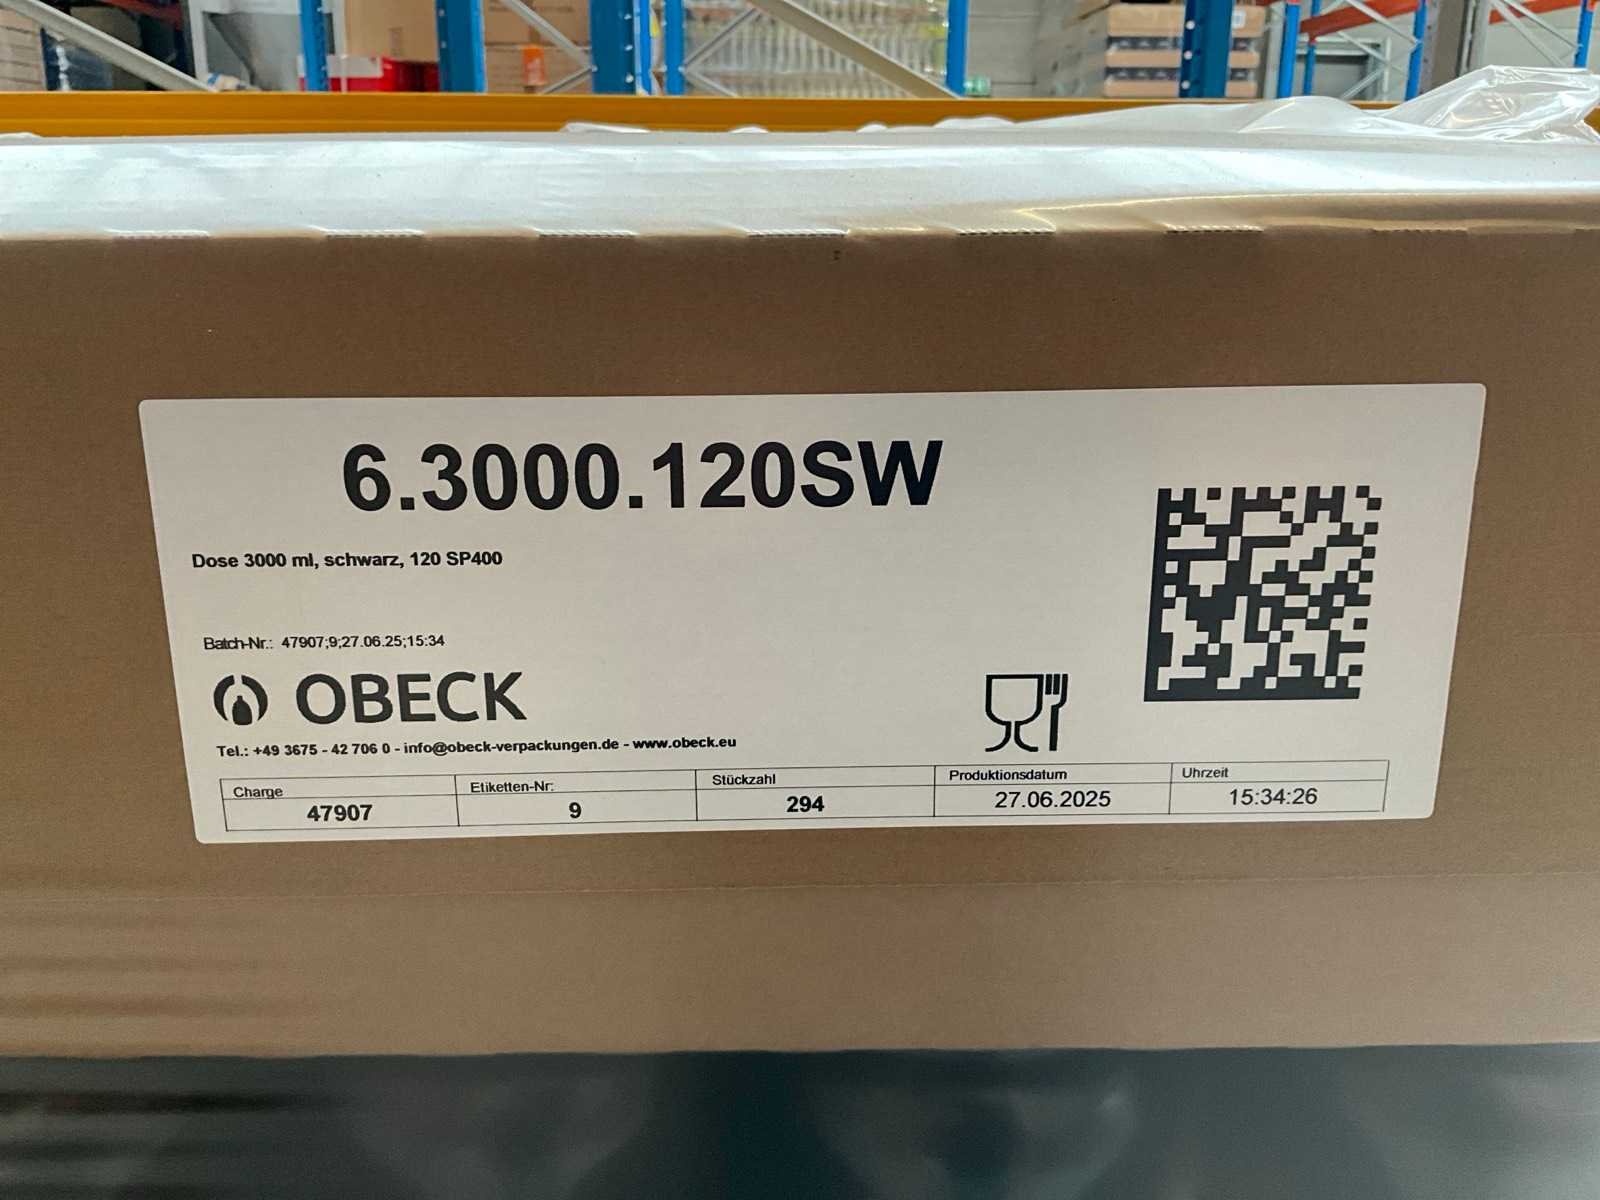 6.3000.120SW
Dose 3000 ml, schwarz, 120 SP400
Batch-Nr.: 47907;9;27.06.25;15:34
OBECK
Tel.: +49 3675 - 42 706 0 - info@obeck-verpackungen.de - www.obeck.eu
Charge Etiketten-Nr: Stückzahl Produktionsdatum Uhrzeit
47907 9 294 27.06.2025 15:34:26